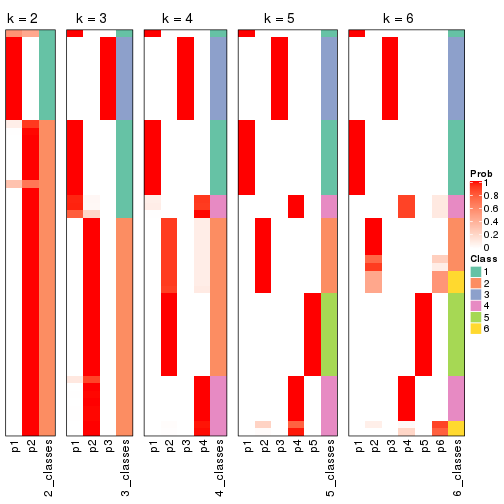 k = 2
k = 3
k = 4
k = 5
k = 6
Prob
1
0.8
0.6
0.4
0.2
0
Class
1
2
3
4
5
6
p1
p2
2_classes
p1
p2
p3
3_classes
p1
p2
p3
p4
4_classes
p1
p2
p3
p4
p5
5_classes
p1
p2
p3
p4
p5
p6
6_classes